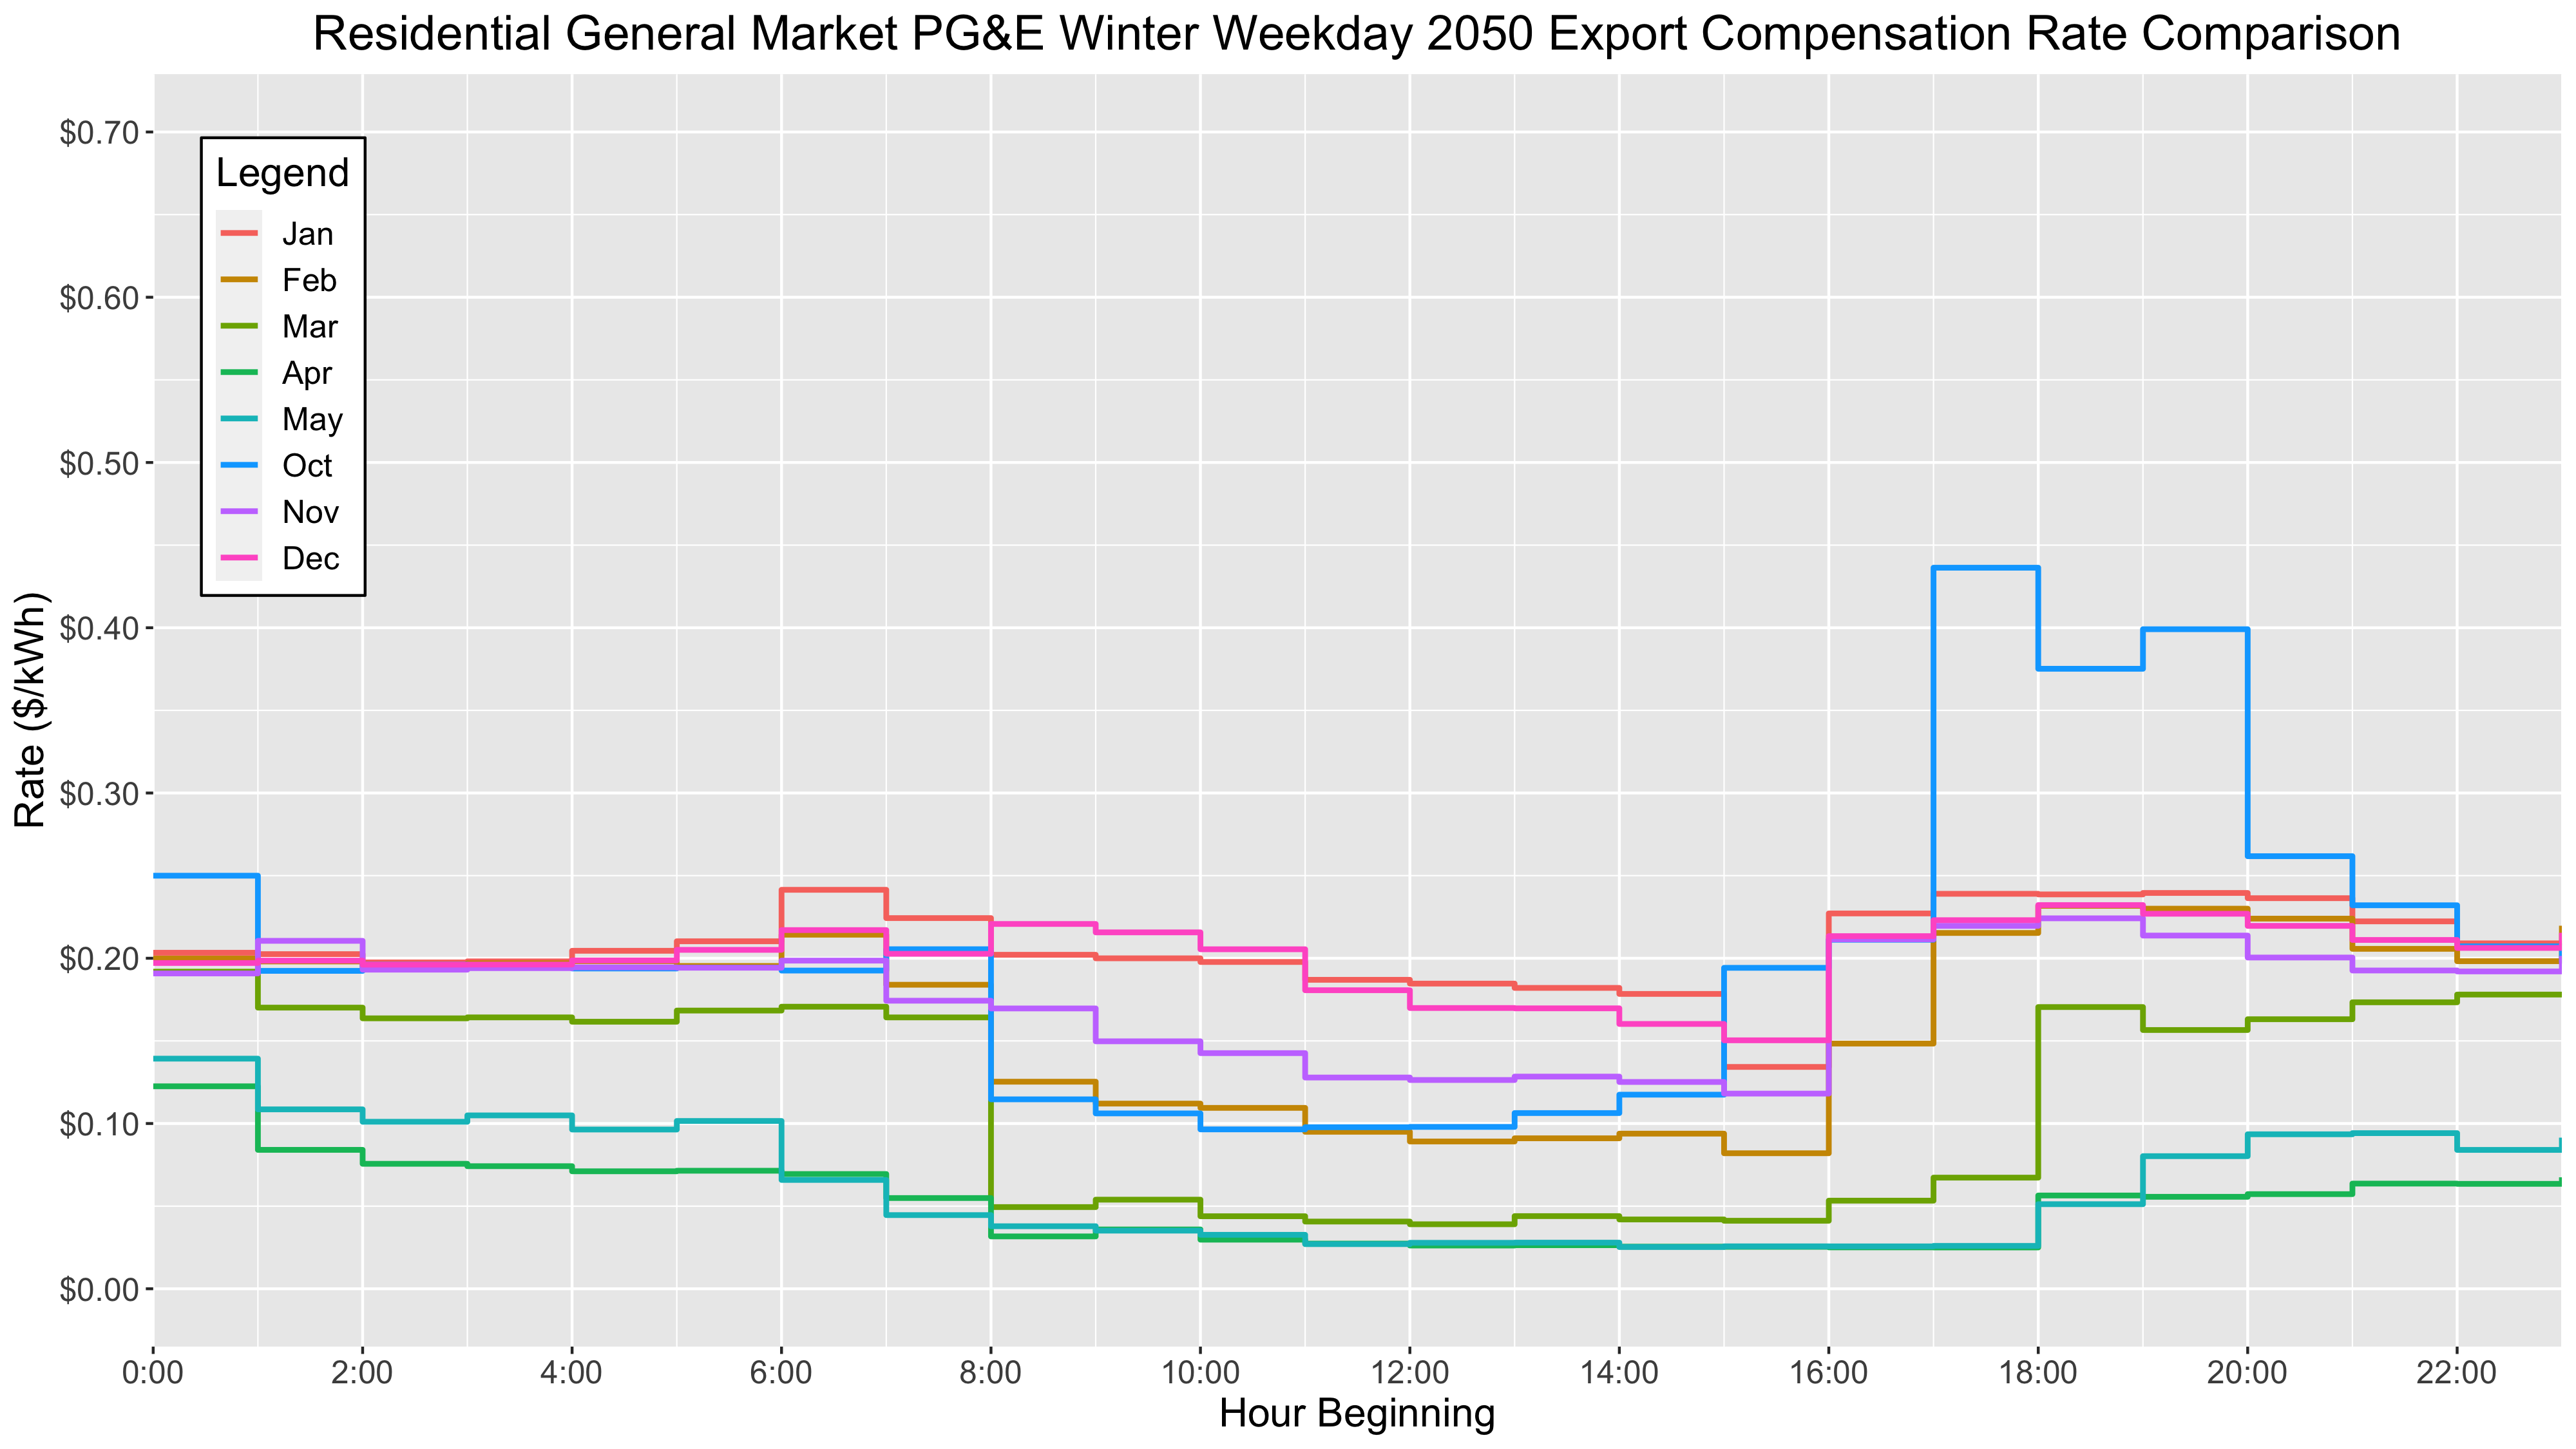 Residential General Market PG&E Winter Weekday 2050 Export Compensation Rate Comparison
Rate ($/kWh)
$0.70
$0.60
$0.50
$0.40
$0.30
$0.20
$0.10
$0.00
Legend
Jan
Feb
Mar
Apr
May
Oct
Nov
Dec
0:00 2:00 4:00 6:00 8:00 10:00 12:00 14:00 16:00 18:00 20:00 22:00
Hour Beginning